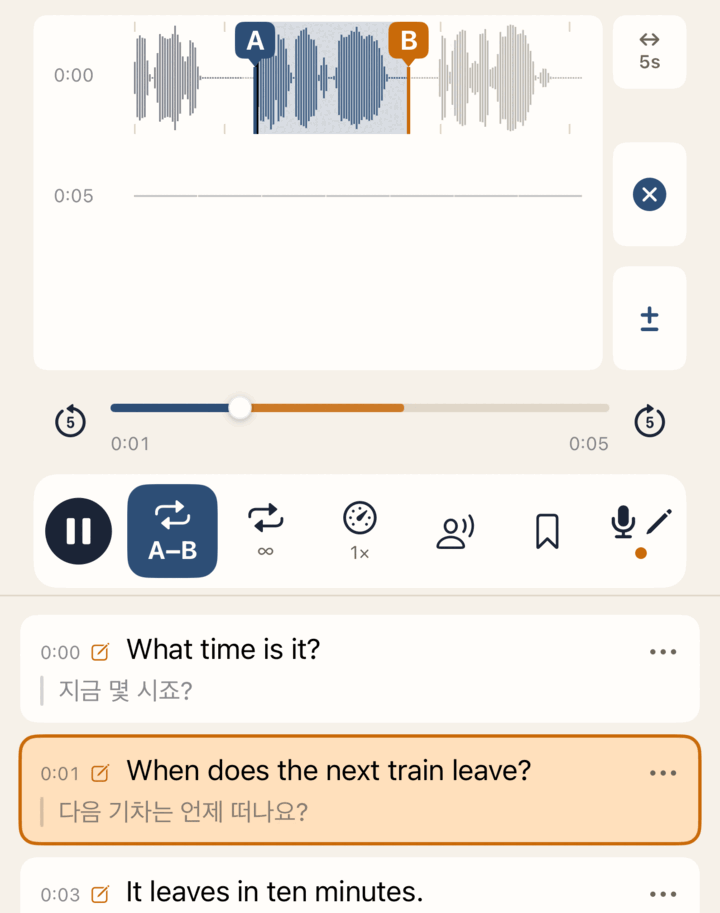 A
B
0:00
5s
0:05
5
5
0:01
0:05
A–B
∞
1×
0:00 What time is it?
지금 몇 시죠?
0:01 When does the next train leave?
다음 기차는 언제 떠나요?
0:03 It leaves in ten minutes.